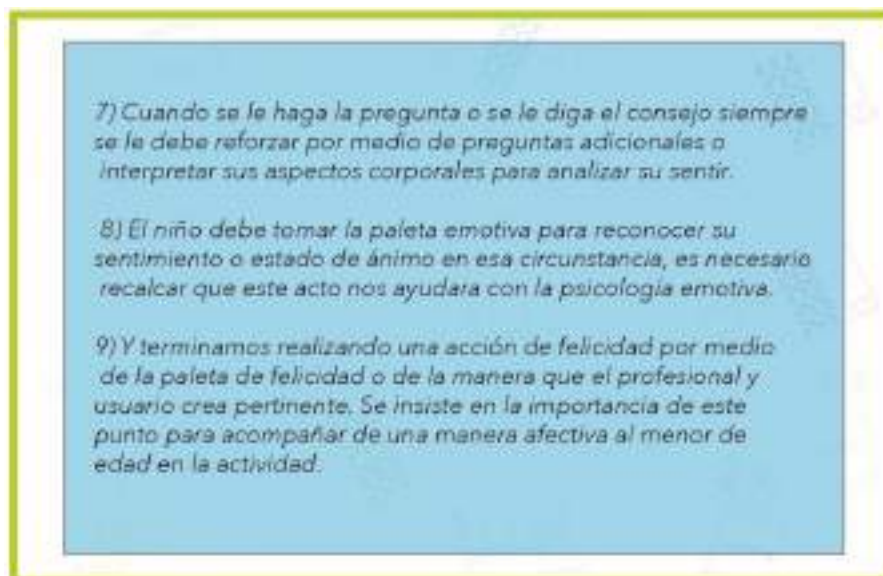 7) Cuando se le haga la pregunta o se le diga el consejo siempre
se le debe reforzar por medio de preguntas adicionales o
interpretar sus aspectos corporales para analizar su sentir.
8) El niño debe tomar la paleta emotiva para reconocer su
sentimiento o estado de ánimo en esa circunstancia, es necesario
recalcar que este acto nos ayudara con la psicología emotiva.
9) Y terminamos realizando una acción de felicidad por medio
de la paleta de felicidad o de la manera que el profesional y
usuario crea pertinente. Se insiste en la importancia de este
punto para acompañar de una manera afectiva al menor de
edad en la actividad.